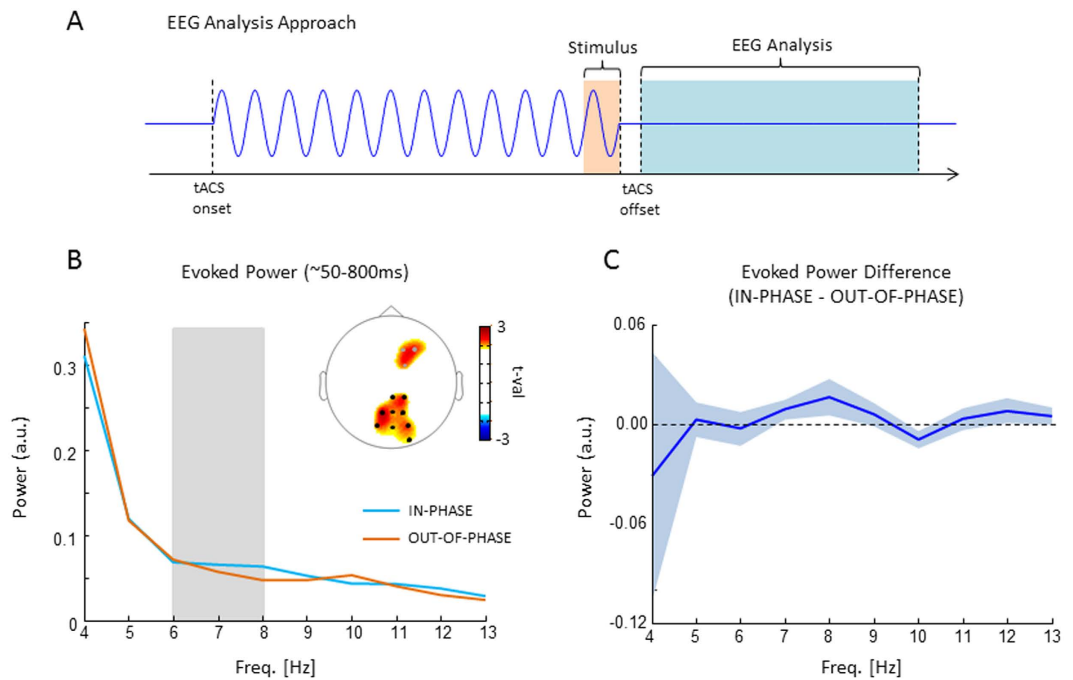 A
EEG Analysis Approach
Stimulus
EEG Analysis
tACS
onset
tACS
offset
B
Evoked Power (~50-800ms)
3
t-val
-3
Power (a.u.)
0.3
0.2
0.1
0
IN-PHASE
OUT-OF-PHASE
4 5 6 7 8 9 10 11 12 13
Freq. [Hz]
C
Evoked Power Difference
(IN-PHASE - OUT-OF-PHASE)
Power (a.u.)
0.06
0.00
-0.06
-0.12
4 5 6 7 8 9 10 11 12 13
Freq. [Hz]